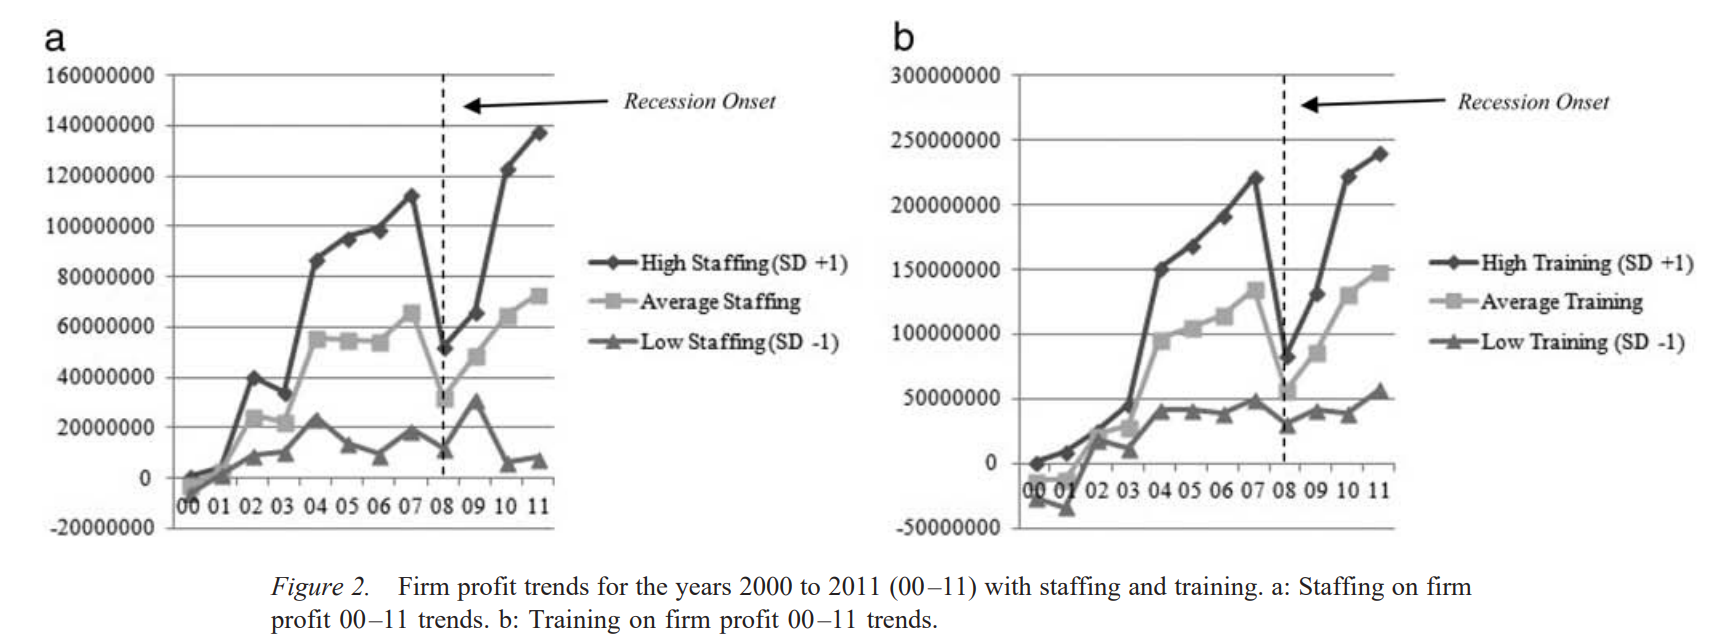 a
160000000
140000000
120000000
100000000
80000000
60000000
40000000
20000000
0
-20000000
00 01 02 03 04 05 06 07 08 09 10 11
Recession Onset
High Staffing (SD +1)
Average Staffing
Low Staffing (SD -1)
b
300000000
250000000
200000000
150000000
100000000
50000000
0
-50000000
00 01 02 03 04 05 06 07 08 09 10 11
Recession Onset
High Training (SD +1)
Average Training
Low Training (SD -1)
Figure 2. Firm profit trends for the years 2000 to 2011 (00–11) with staffing and training. a: Staffing on firm
profit 00–11 trends. b: Training on firm profit 00–11 trends.